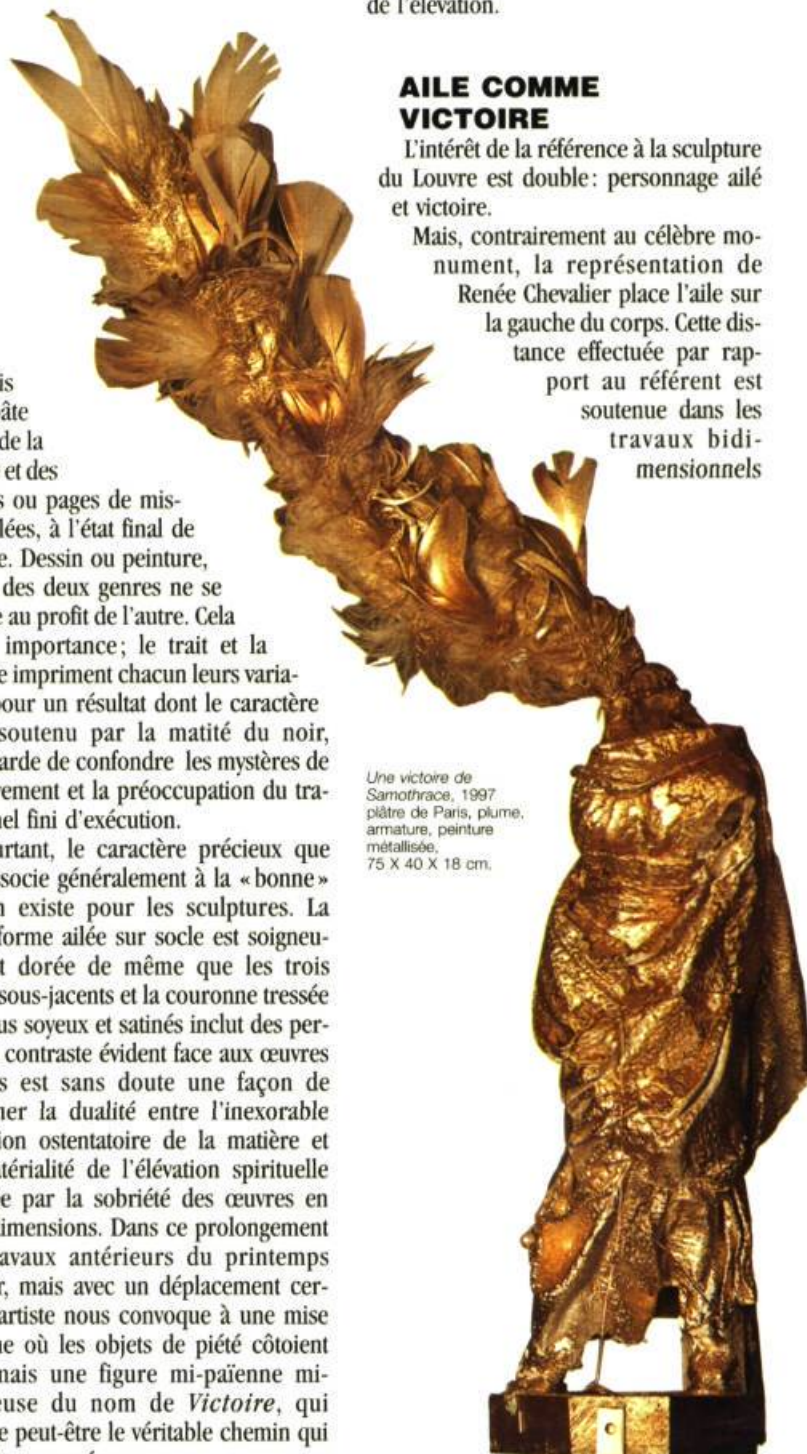 is
âte
de la
et des
s ou pages de mis-
lées, à l'état final de
e. Dessin ou peinture,
des deux genres ne se
e au profit de l'autre. Cela
importance; le trait et la
e impriment chacun leurs varia-
pour un résultat dont le caractère
soutenu par la matité du noir,
arde de confondre les mystères de
ement et la préoccupation du tra-
nel fini d'exécution.
rtant, le caractère précieux que
socie généralement à la « bonne »
n existe pour les sculptures. La
forme ailée sur socle est soigneu-
t dorée de même que les trois
sous-jacents et la couronne tressée
us soyeux et satinés inclut des per-
contraste évident face aux œuvres
s est sans doute une façon de
ner la dualité entre l'inexorable
ion ostentatoire de la matière et
atérialité de l'élévation spirituelle
e par la sobriété des œuvres en
imensions. Dans ce prolongement
avaux antérieurs du printemps
r, mais avec un déplacement cer-
artiste nous convoque à une mise
ne où les objets de piété côtoient
mais une figure mi-païenne mi-
euse du nom de Victoire, qui
e peut-être le véritable chemin qui
de l'élévation.
AILE COMME
VICTOIRE
L'intérêt de la référence à la sculpture
du Louvre est double: personnage ailé
et victoire.
Mais, contrairement au célèbre mo-
nument, la représentation de
Renée Chevalier place l'aile sur
la gauche du corps. Cette dis-
tance effectuée par rap-
port au référent est
soutenue dans les
travaux bidi-
mensionnels
Une victoire de
Samothrace, 1997
plâtre de Paris, plume,
armature, peinture
métallisée.
75 X 40 X 18 cm.